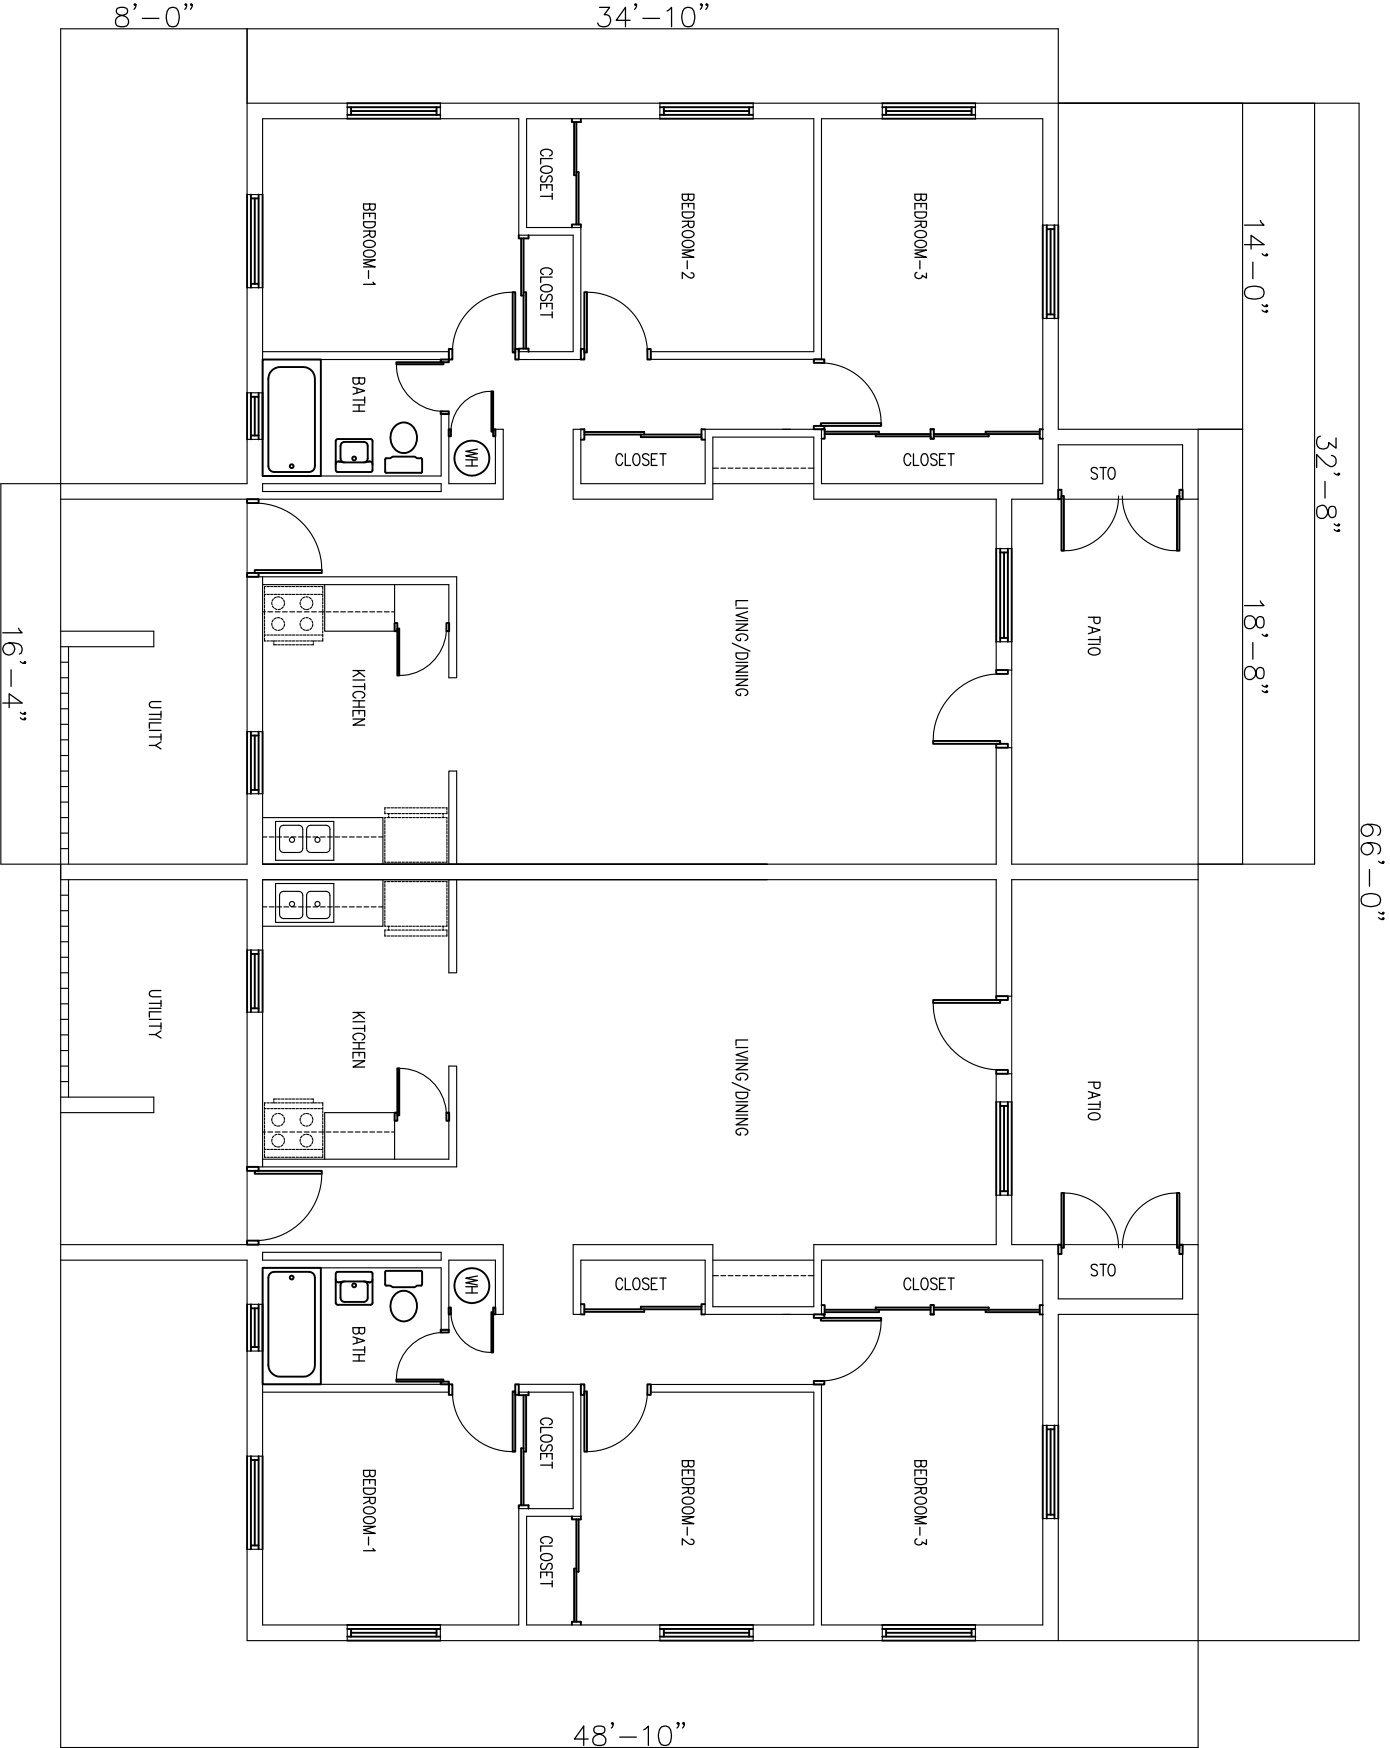 8'-0"
34'-10"
14'-0"
32'-8"
18'-8"
66'-0"
16'-4"
48'-10"
CLOSET
BEDROOM-1
CLOSET
BEDROOM-2
BEDROOM-3
BATH
WH
CLOSET
CLOSET
STO
LIVING/DINING
PATIO
KITCHEN
UTILITY
UTILITY
KITCHEN
LIVING/DINING
PATIO
WH
CLOSET
CLOSET
STO
BATH
CLOSET
BEDROOM-1
BEDROOM-2
BEDROOM-3
CLOSET